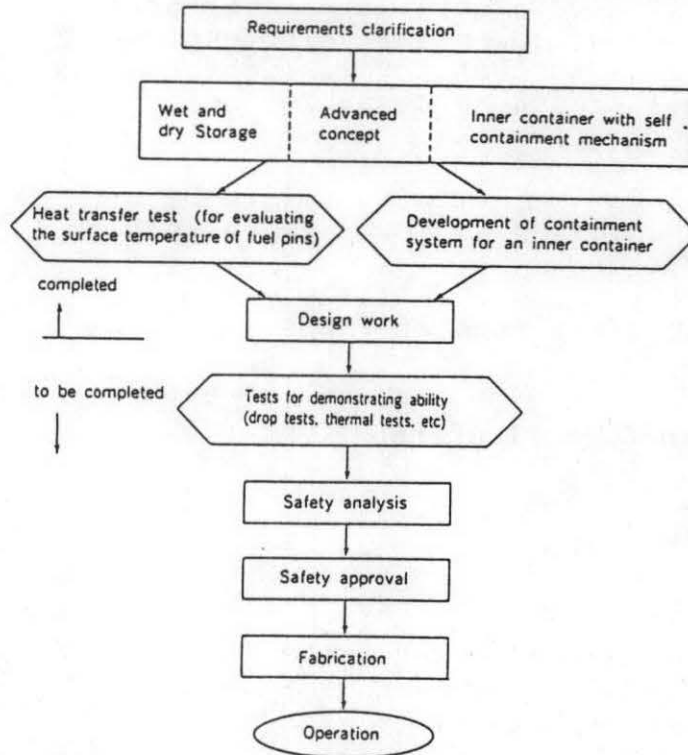 Requirements clarification
Wet and
dry Storage
Advanced
concept
Inner container with self
containment mechanism
Heat transfer test (for evaluating
the surface temperature of fuel pins)
Development of containment
system for an inner container
completed
Design work
to be completed
Tests for demonstrating ability
(drop tests, thermal tests, etc)
Safety analysis
Safety approval
Fabrication
Operation